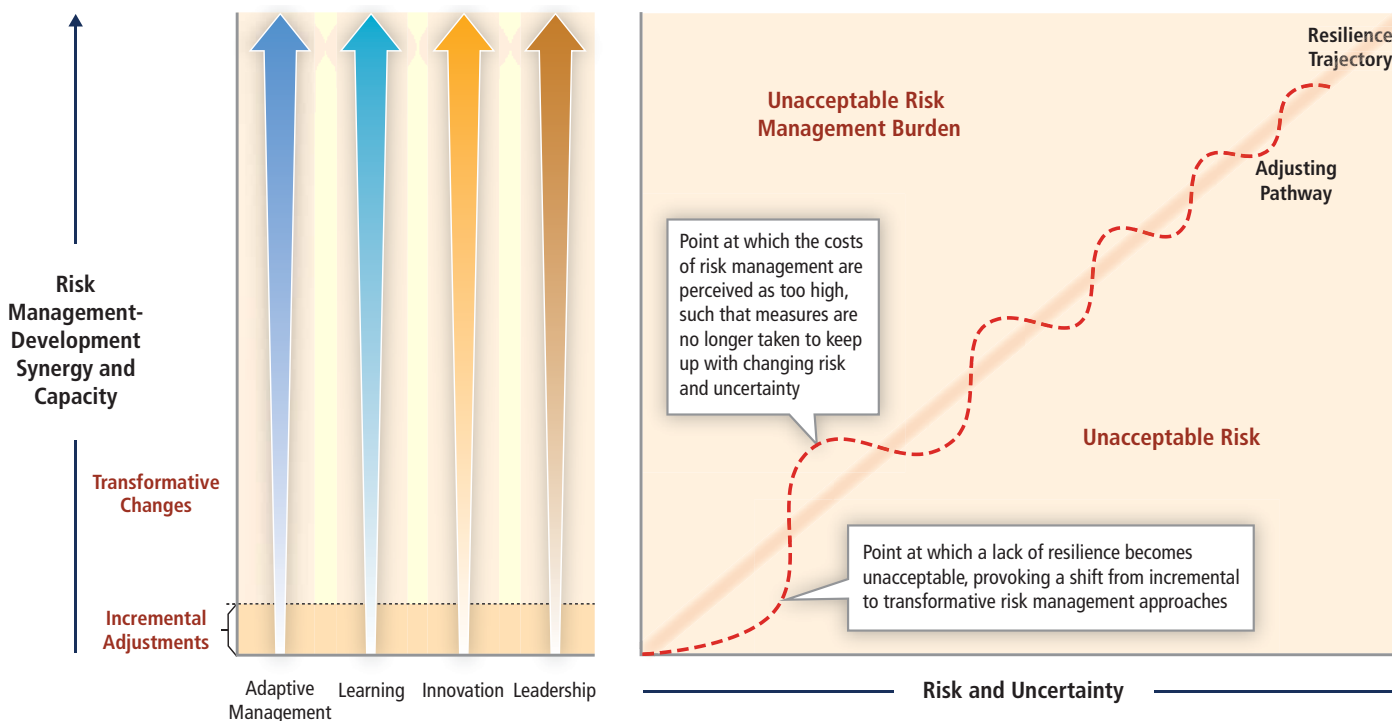 Risk
Management-
Development
Synergy and
Capacity
Transformative
Changes
Incremental
Adjustments
Adaptive
Management
Learning
Innovation
Leadership
Resilience
Trajectory
Unacceptable Risk
Management Burden
Adjusting
Pathway
Point at which the costs
of risk management are
perceived as too high,
such that measures are
no longer taken to keep
up with changing risk
and uncertainty
Unacceptable Risk
Point at which a lack of resilience becomes
unacceptable, provoking a shift from incremental
to transformative risk management approaches
Risk and Uncertainty